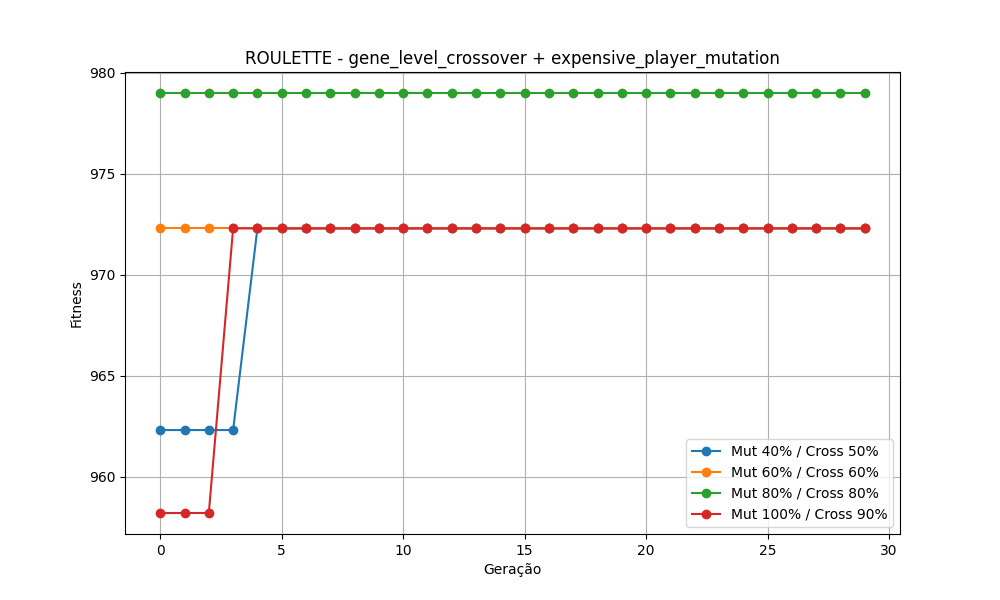 ROULETTE - gene_level_crossover + expensive_player_mutation
980
975
970
965
960
Fitness
0 5 10 15 20 25 30
Geração
Mut 40% / Cross 50%
Mut 60% / Cross 60%
Mut 80% / Cross 80%
Mut 100% / Cross 90%